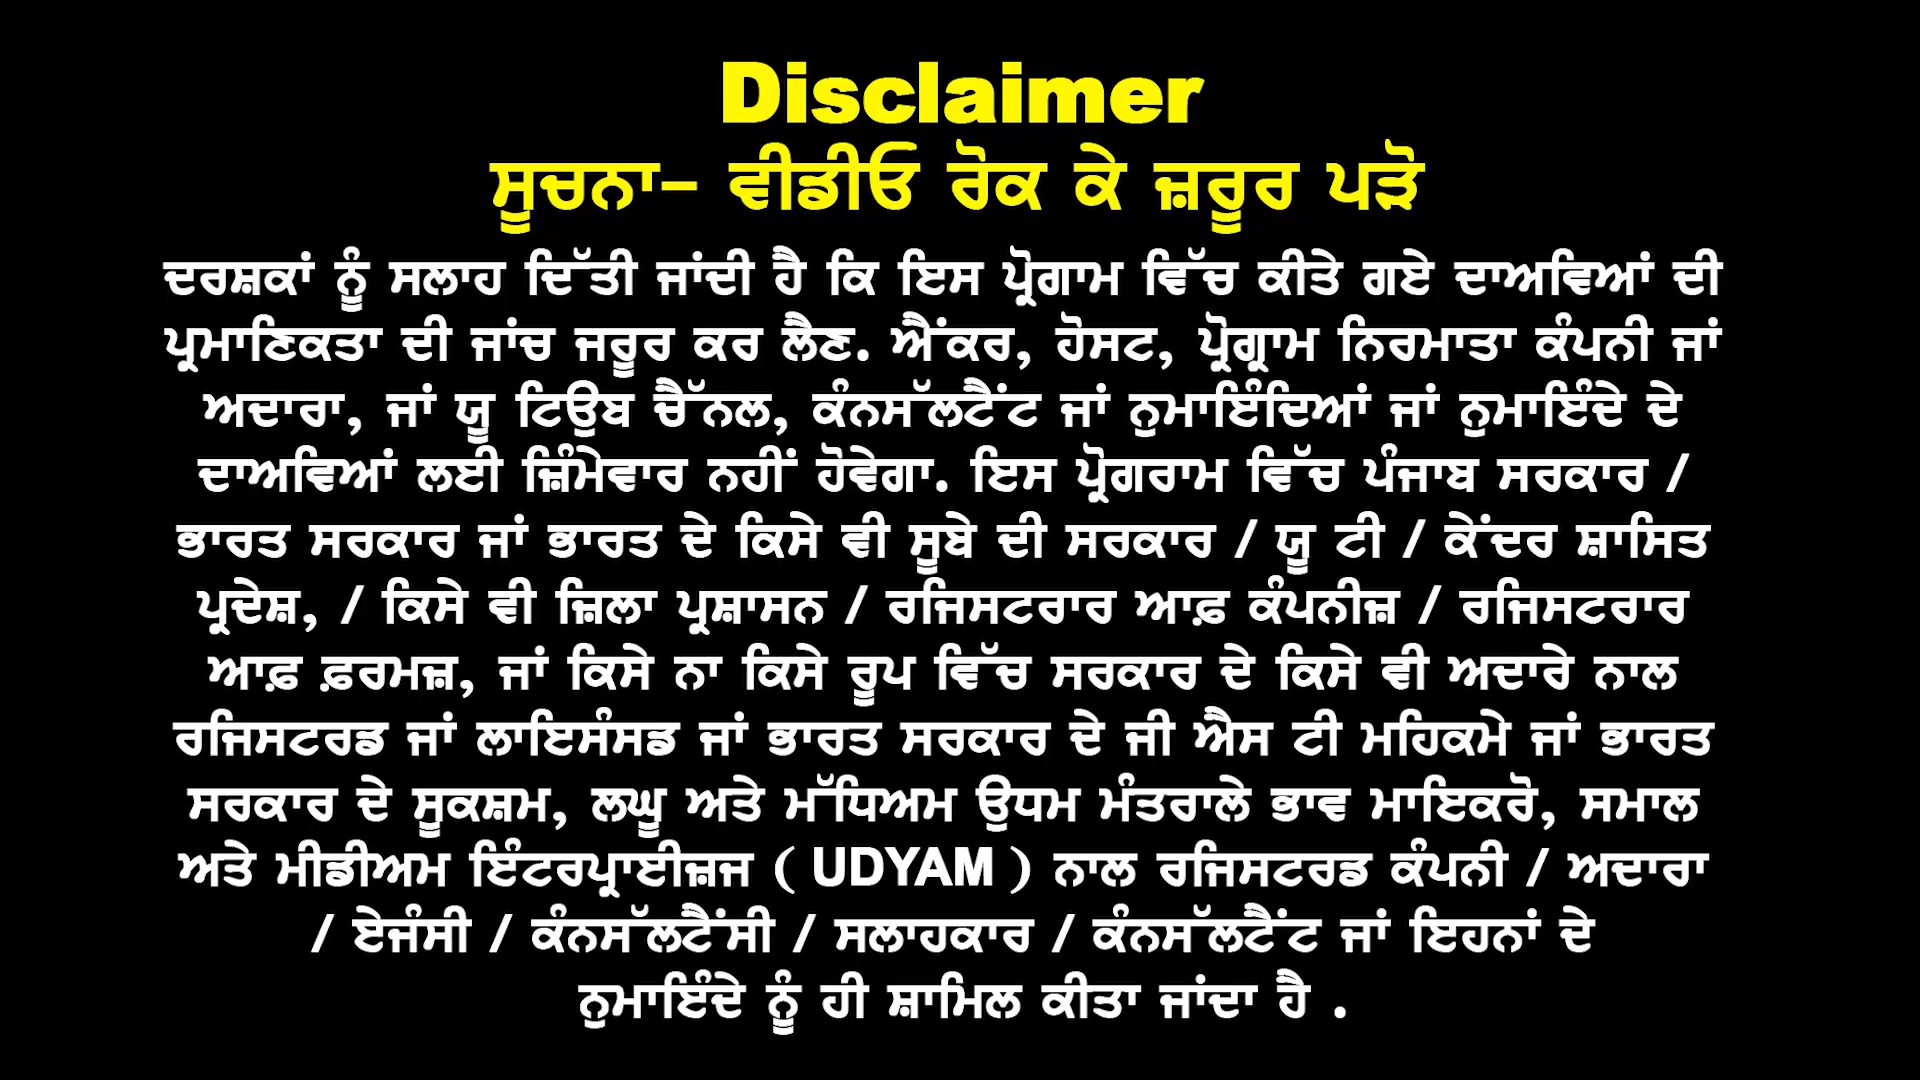 Disclaimer
ਸੂਚਨਾ- ਵੀਡੀਓ ਰੋਕ ਕੇ ਜ਼ਰੂਰ ਪੜੋ
ਦਰਸ਼ਕਾਂ ਨੂੰ ਸਲਾਹ ਦਿੱਤੀ ਜਾਂਦੀ ਹੈ ਕਿ ਇਸ ਪ੍ਰੋਗਾਮ ਵਿੱਚ ਕੀਤੇ ਗਏ ਦਾਅਵਿਆਂ ਦੀ
ਪ੍ਰਮਾਣਿਕਤਾ ਦੀ ਜਾਂਚ ਜਰੂਰ ਕਰ ਲੈਣ. ਐਂਕਰ, ਹੋਸਟ, ਪ੍ਰੋਗ੍ਰਾਮ ਨਿਰਮਾਤਾ ਕੰਪਨੀ ਜਾਂ
ਅਦਾਰਾ, ਜਾਂ ਯੂ ਟਿਉਬ ਚੈੱਨਲ, ਕੰਨਸੱਲਟੈਂਟ ਜਾਂ ਨੁਮਾਇੰਦਿਆਂ ਜਾਂ ਨੁਮਾਇੰਦੇ ਦੇ
ਦਾਅਵਿਆਂ ਲਈ ਜ਼ਿੰਮੇਵਾਰ ਨਹੀਂ ਹੋਵੇਗਾ. ਇਸ ਪ੍ਰੋਗਰਾਮ ਵਿੱਚ ਪੰਜਾਬ ਸਰਕਾਰ /
ਭਾਰਤ ਸਰਕਾਰ ਜਾਂ ਭਾਰਤ ਦੇ ਕਿਸੇ ਵੀ ਸੂਬੇ ਦੀ ਸਰਕਾਰ / ਯੂ ਟੀ / ਕੇਂਦਰ ਸ਼ਾਸਿਤ
ਪ੍ਰਦੇਸ਼, / ਕਿਸੇ ਵੀ ਜ਼ਿਲਾ ਪ੍ਰਸ਼ਾਸਨ / ਰਜਿਸਟਰਾਰ ਆਫ਼ ਕੰਪਨੀਜ਼ / ਰਜਿਸਟਰਾਰ
ਆਫ਼ ਫ਼ਰਮਜ਼, ਜਾਂ ਕਿਸੇ ਨਾ ਕਿਸੇ ਰੂਪ ਵਿੱਚ ਸਰਕਾਰ ਦੇ ਕਿਸੇ ਵੀ ਅਦਾਰੇ ਨਾਲ
ਰਜਿਸਟਰਡ ਜਾਂ ਲਾਇਸੰਸਡ ਜਾਂ ਭਾਰਤ ਸਰਕਾਰ ਦੇ ਜੀ ਐਸ ਟੀ ਮਹਿਕਮੇ ਜਾਂ ਭਾਰਤ
ਸਰਕਾਰ ਦੇ ਸੂਕਸ਼ਮ, ਲਘੂ ਅਤੇ ਮੱਧਿਅਮ ਉਧਮ ਮੰਤਰਾਲੇ ਭਾਵ ਮਾਇਕਰੋ, ਸਮਾਲ
ਅਤੇ ਮੀਡੀਅਮ ਇੰਟਰਪ੍ਰਾਈਜ਼ਜ ( UDYAM ) ਨਾਲ ਰਜਿਸਟਰਡ ਕੰਪਨੀ / ਅਦਾਰਾ
/ ਏਜੰਸੀ / ਕੰਨਸੱਲਟੈਂਸੀ / ਸਲਾਹਕਾਰ / ਕੰਨਸੱਲਟੈਂਟ ਜਾਂ ਇਹਨਾਂ ਦੇ
ਨੁਮਾਇੰਦੇ ਨੂੰ ਹੀ ਸ਼ਾਮਿਲ ਕੀਤਾ ਜਾਂਦਾ ਹੈ .